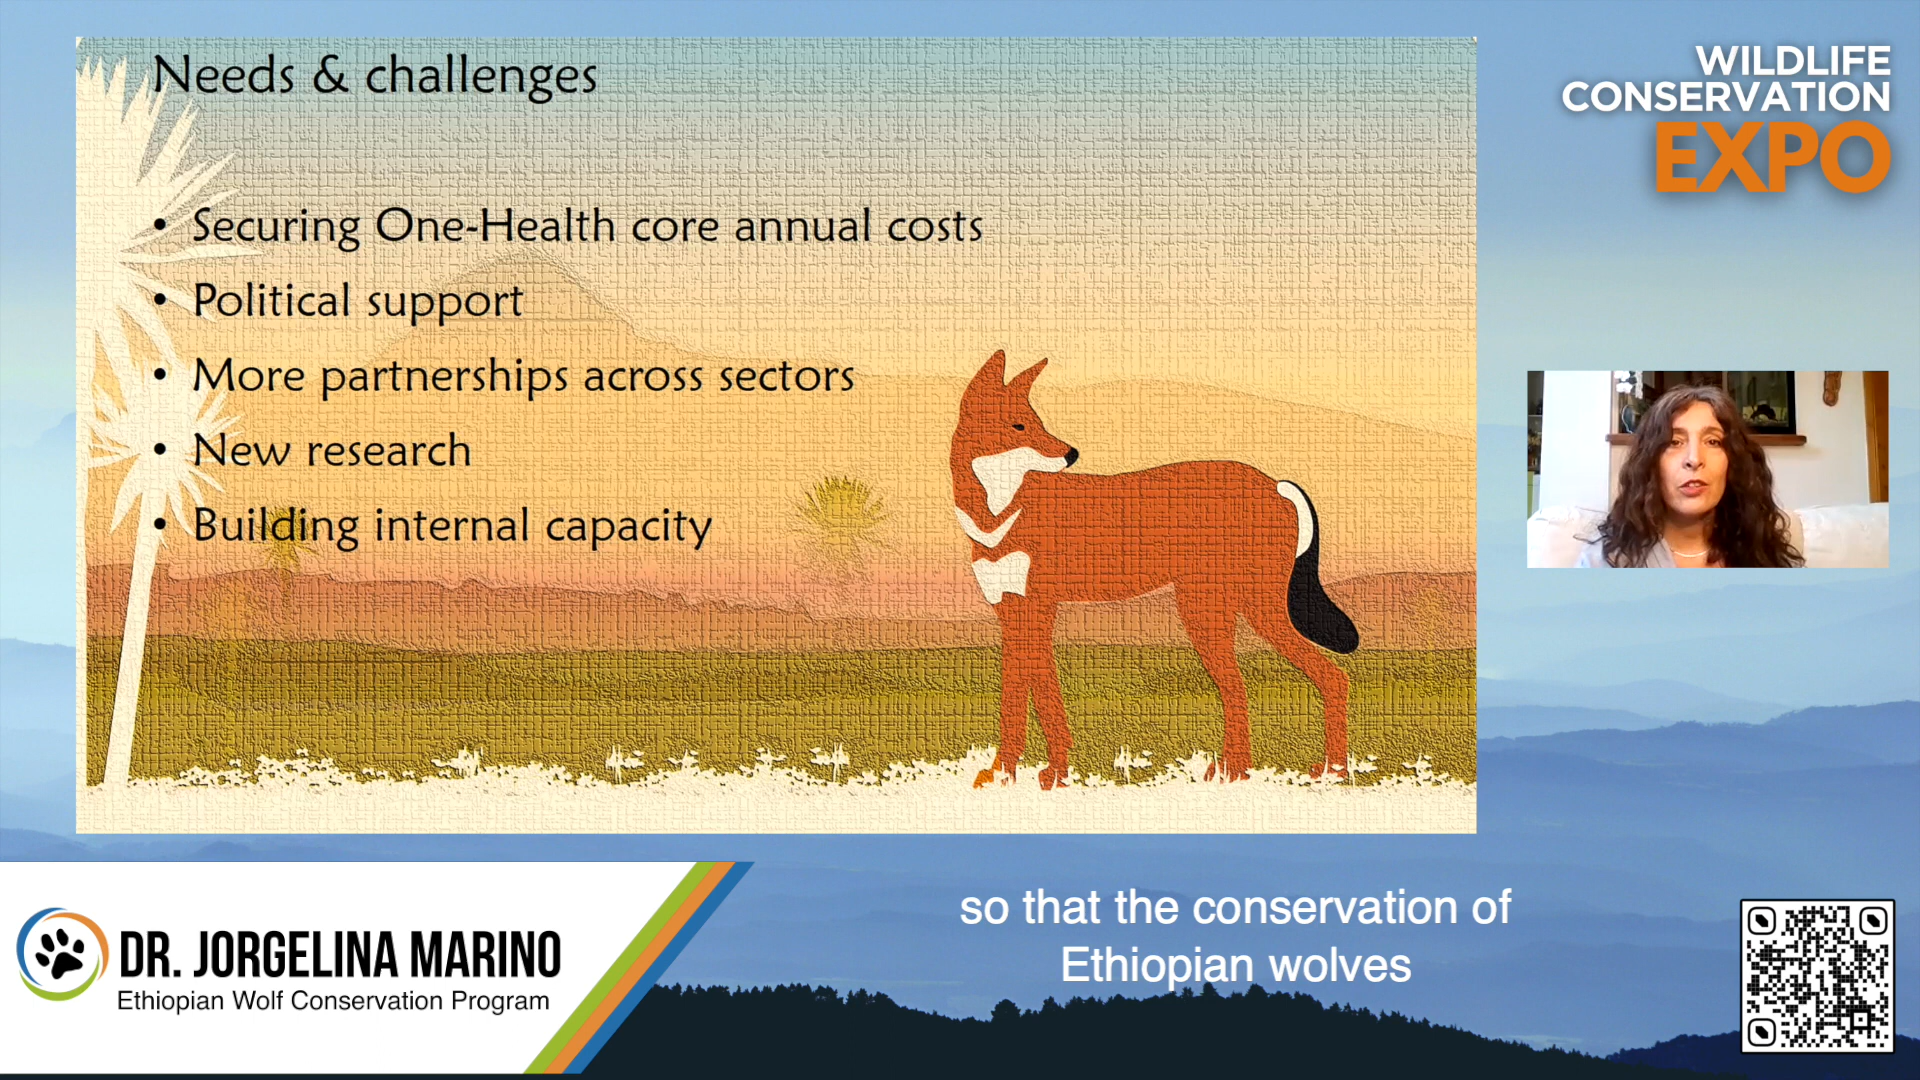 Needs & challenges
• Securing One-Health core annual costs
• Political support
• More partnerships across sectors
• New research
• Building internal capacity
WILDLIFE
CONSERVATION
EXPO
DR. JORGELINA MARINO
Ethiopian Wolf Conservation Program
so that the conservation of
Ethiopian wolves